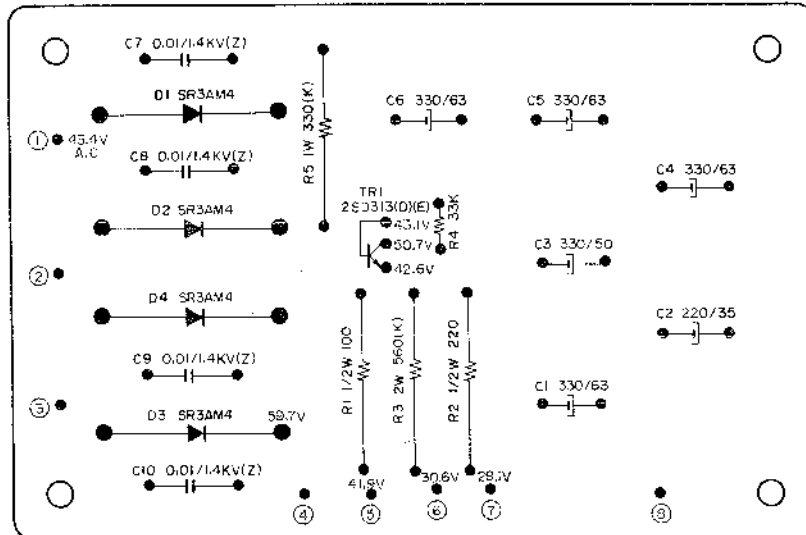 C7 0.01/1.4KV(Z)
D1 SR3AM4
① 45.4V
A.C
C8 0.01/1.4KV(Z)
D2 SR3AM4
②
D4 SR3AM4
C9 0.01/1.4KV(Z)
③
D3 SR3AM4 59.7V
C10 0.01/1.4KV(Z)
R5 1W 330(K)
C6 330/63
C5 330/63
C4 330/63
TR1
2SD313(D)(E)
43.1V
50.7V
42.6V
R4 33K
C3 330/50
C2 220/35
R1 1/2W 100
R3 2W 560(K)
R2 1/2W 220
C1 330/63
41.9V
30.6V
④
⑤
⑥
⑦
⑧